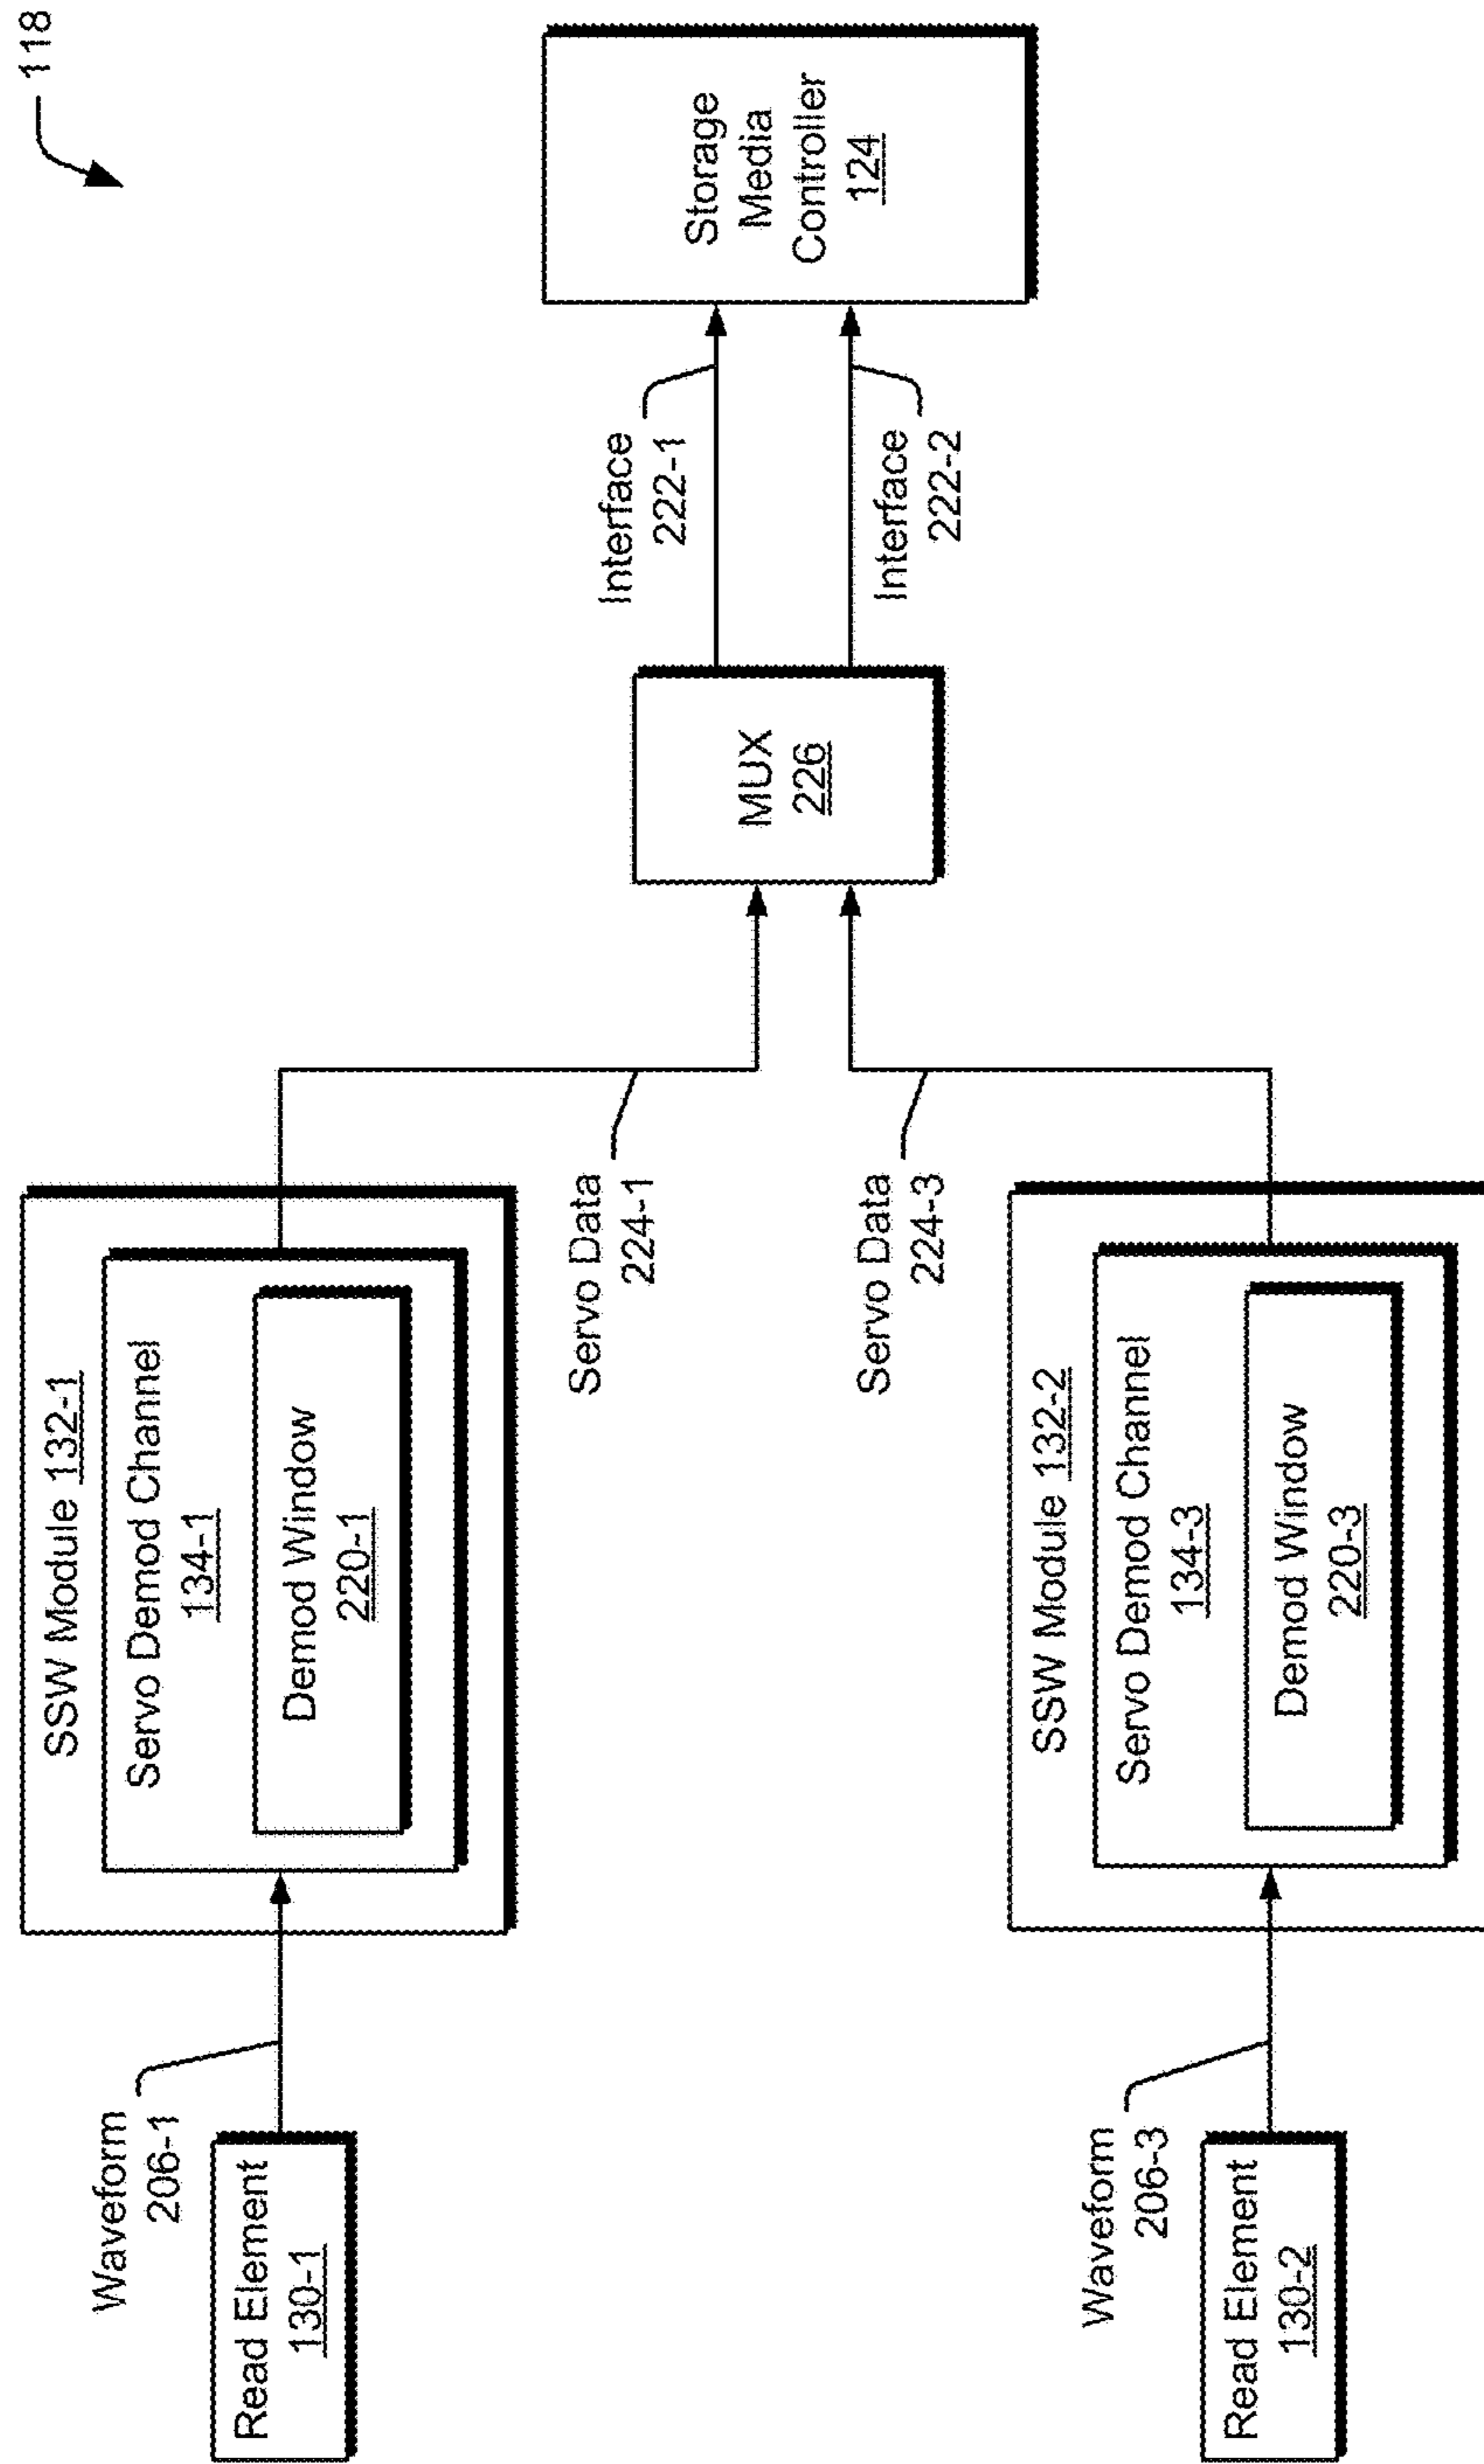 118
Waveform
206-1
Read Element
130-1
SSW Module 132-1
Servo Demod Channel
134-1
Demod Window
220-1
Servo Data
224-1
Waveform
206-3
Read Element
130-2
SSW Module 132-2
Servo Demod Channel
134-3
Demod Window
220-3
Servo Data
224-3
MUX
226
Interface
222-1
Interface
222-2
Storage
Media
Controller
124